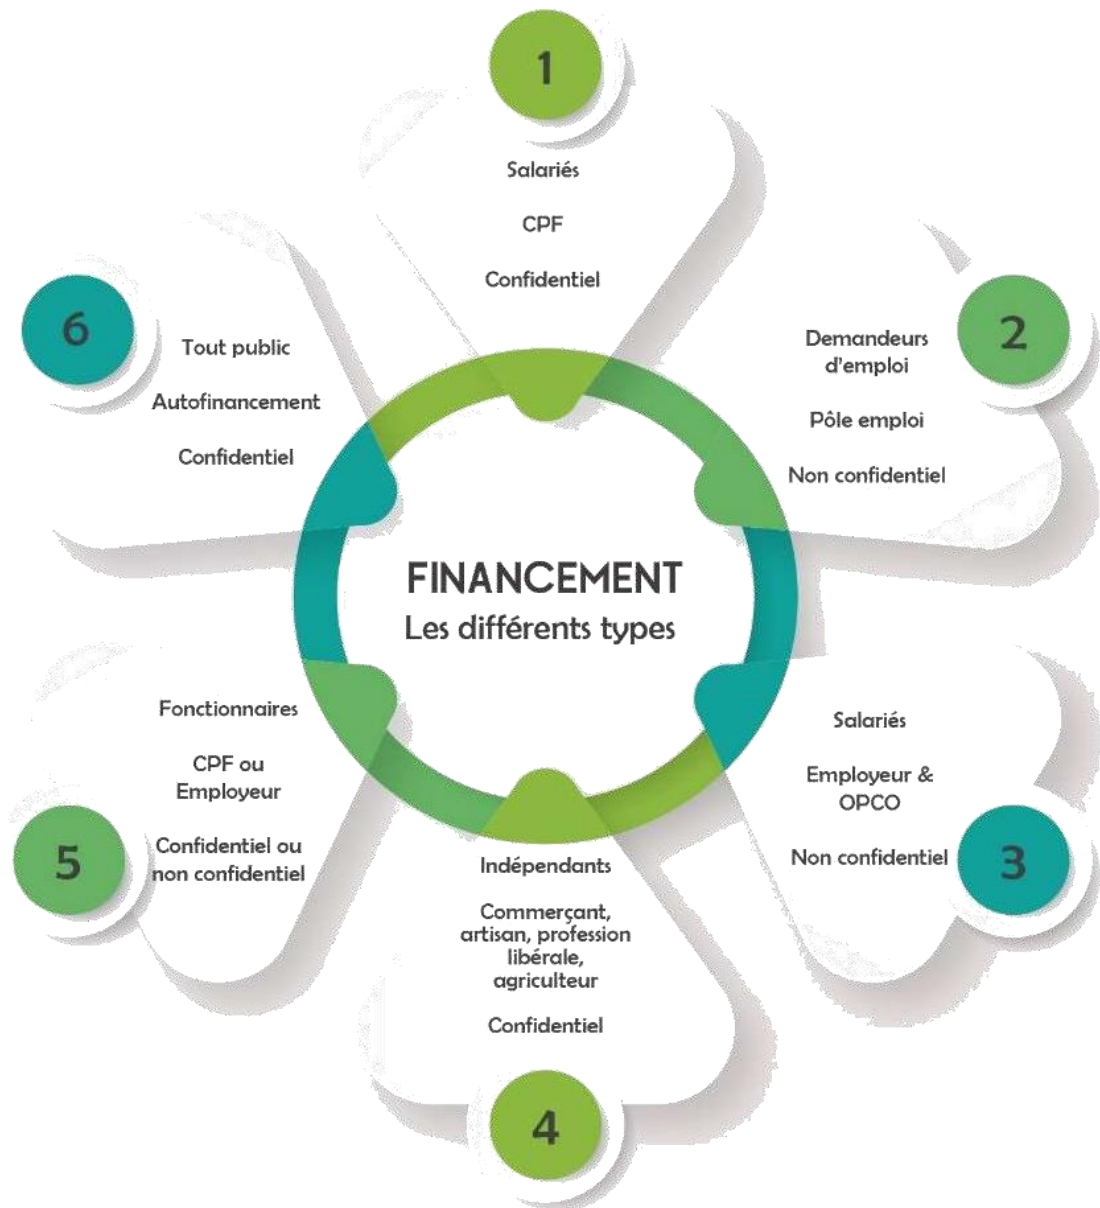 1
Salariés
CPF
Confidentiel
2
Demandeurs
d'emploi
Pôle emploi
Non confidentiel
3
Salariés
Employeur &
OPCO
Non confidentiel
4
Indépendants
Commerçant,
artisan, profession
libérale,
agriculteur
Confidentiel
5
Fonctionnaires
CPF ou
Employeur
Confidentiel ou
non confidentiel
6
Tout public
Autofinancement
Confidentiel
FINANCEMENT
Les différents types